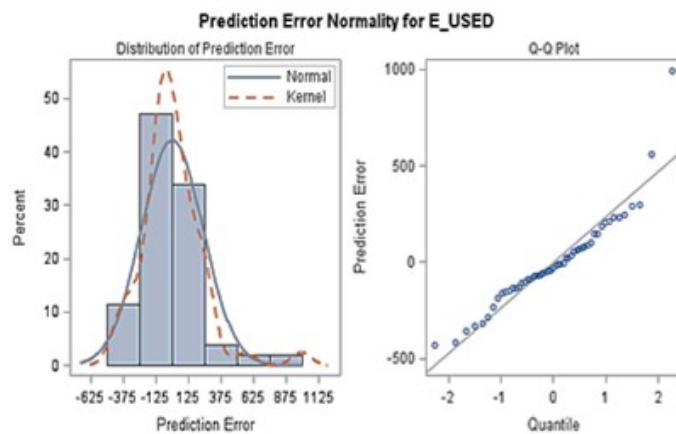 Prediction Error Normality for E_USED
Distribution of Prediction Error
Normal
Kernel
Percent
50
40
30
20
10
0
-625 -375 -125 125 375 625 875 1125
Prediction Error
Q-Q Plot
Prediction Error
1000
500
0
-500
-2 -1 0 1 2
Quantile